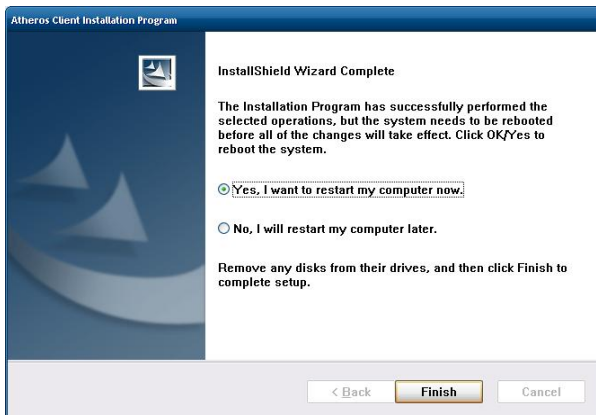 Atheros Client Installation Program
InstallShield Wizard Complete
The Installation Program has successfully performed the
selected operations, but the system needs to be rebooted
before all of the changes will take effect. Click OK/Yes to
reboot the system.
Yes, I want to restart my computer now.
No, I will restart my computer later.
Remove any disks from their drives, and then click Finish to
complete setup.
< Back Finish Cancel